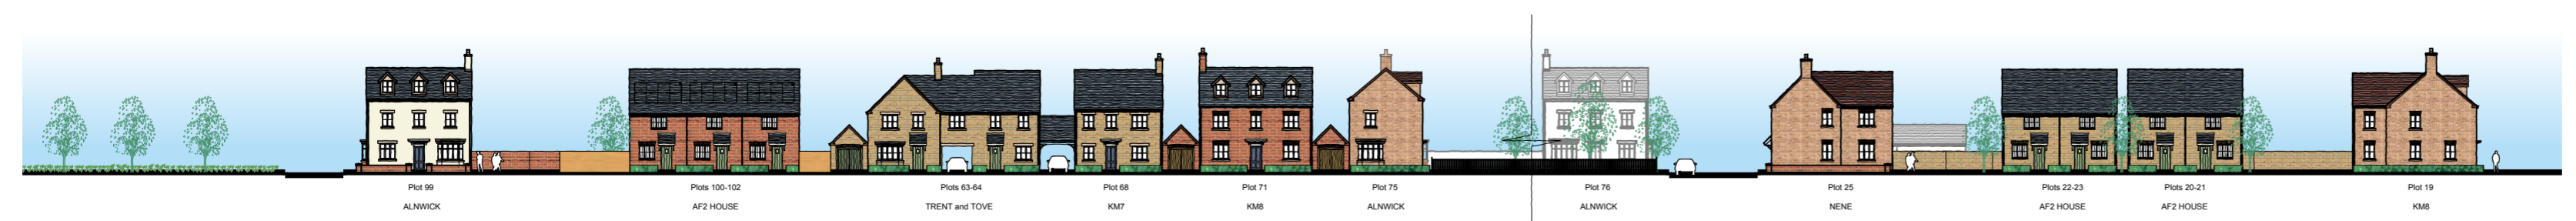 Plot 99
Plots 100-102
Plots 63-64
Plot 68
Plot 71
Plot 75
Plot 76
Plot 25
Plots 22-23
Plots 20-21
Plot 19
ALNWICK
AF2 HOUSE
TRENT and TOVE
KM7
KM8
ALNWICK
ALNWICK
NENE
AF2 HOUSE
AF2 HOUSE
KM8